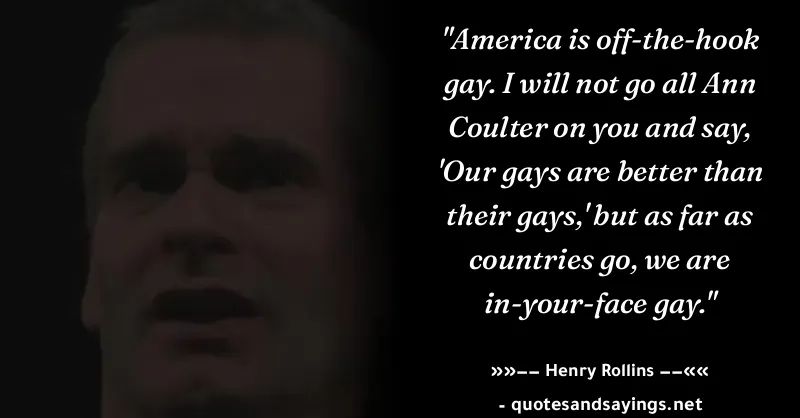 "America is off-the-hook
gay. I will not go all Ann
Coulter on you and say,
'Our gays are better than
their gays,' but as far as
countries go, we are
in-your-face gay."
»»−− Henry Rollins −−««
- quotesandsayings.net